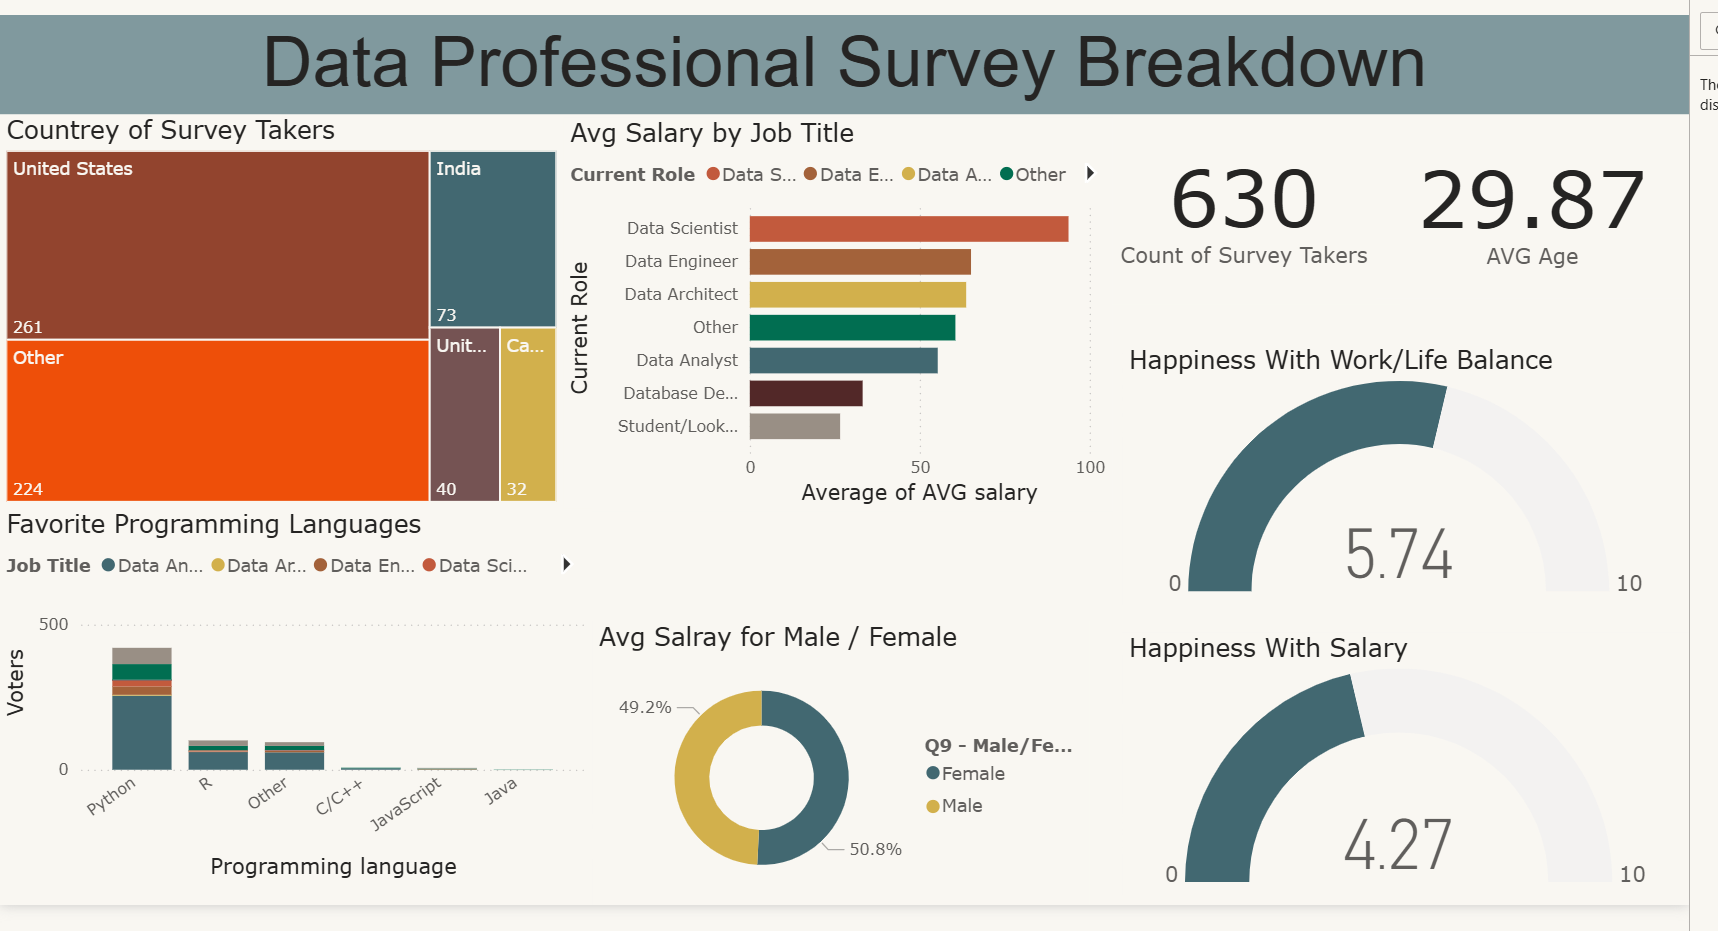 Data Professional Survey Breakdown
Countrey of Survey Takers
United States
261
Other
224
India
73
Unit...
40
Ca...
32
Avg Salary by Job Title
Current Role
Data S...
Data E...
Data A...
Other
Current Role
Data Scientist
Data Engineer
Data Architect
Other
Data Analyst
Database De...
Student/Look...
0
50
100
Average of AVG salary
630
Count of Survey Takers
29.87
AVG Age
Happiness With Work/Life Balance
5.74
0
10
Favorite Programming Languages
Job Title
Data An...
Data Ar...
Data En...
Data Sci...
Voters
500
0
Python
R
Other
C/C++
JavaScript
Java
Programming language
Avg Salray for Male / Female
49.2%
50.8%
Q9 - Male/Fe...
Female
Male
Happiness With Salary
4.27
0
10